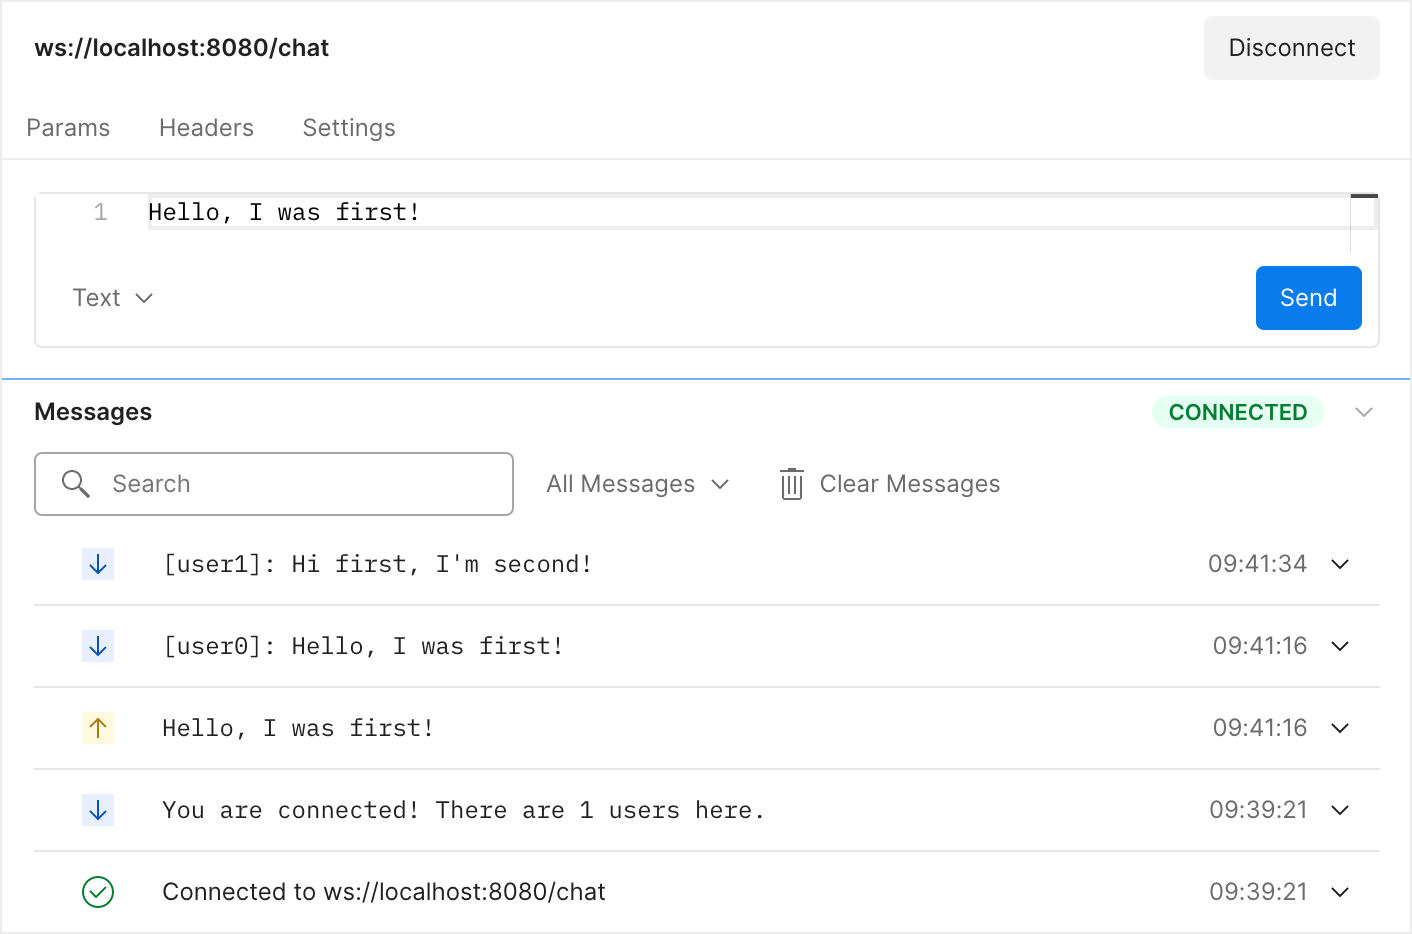 ws://localhost:8080/chat
Disconnect
Params Headers Settings
1 Hello, I was first!
Text
Send
Messages
CONNECTED
Search All Messages Clear Messages
[user1]: Hi first, I'm second! 09:41:34
[user0]: Hello, I was first! 09:41:16
Hello, I was first! 09:41:16
You are connected! There are 1 users here. 09:39:21
Connected to ws://localhost:8080/chat 09:39:21